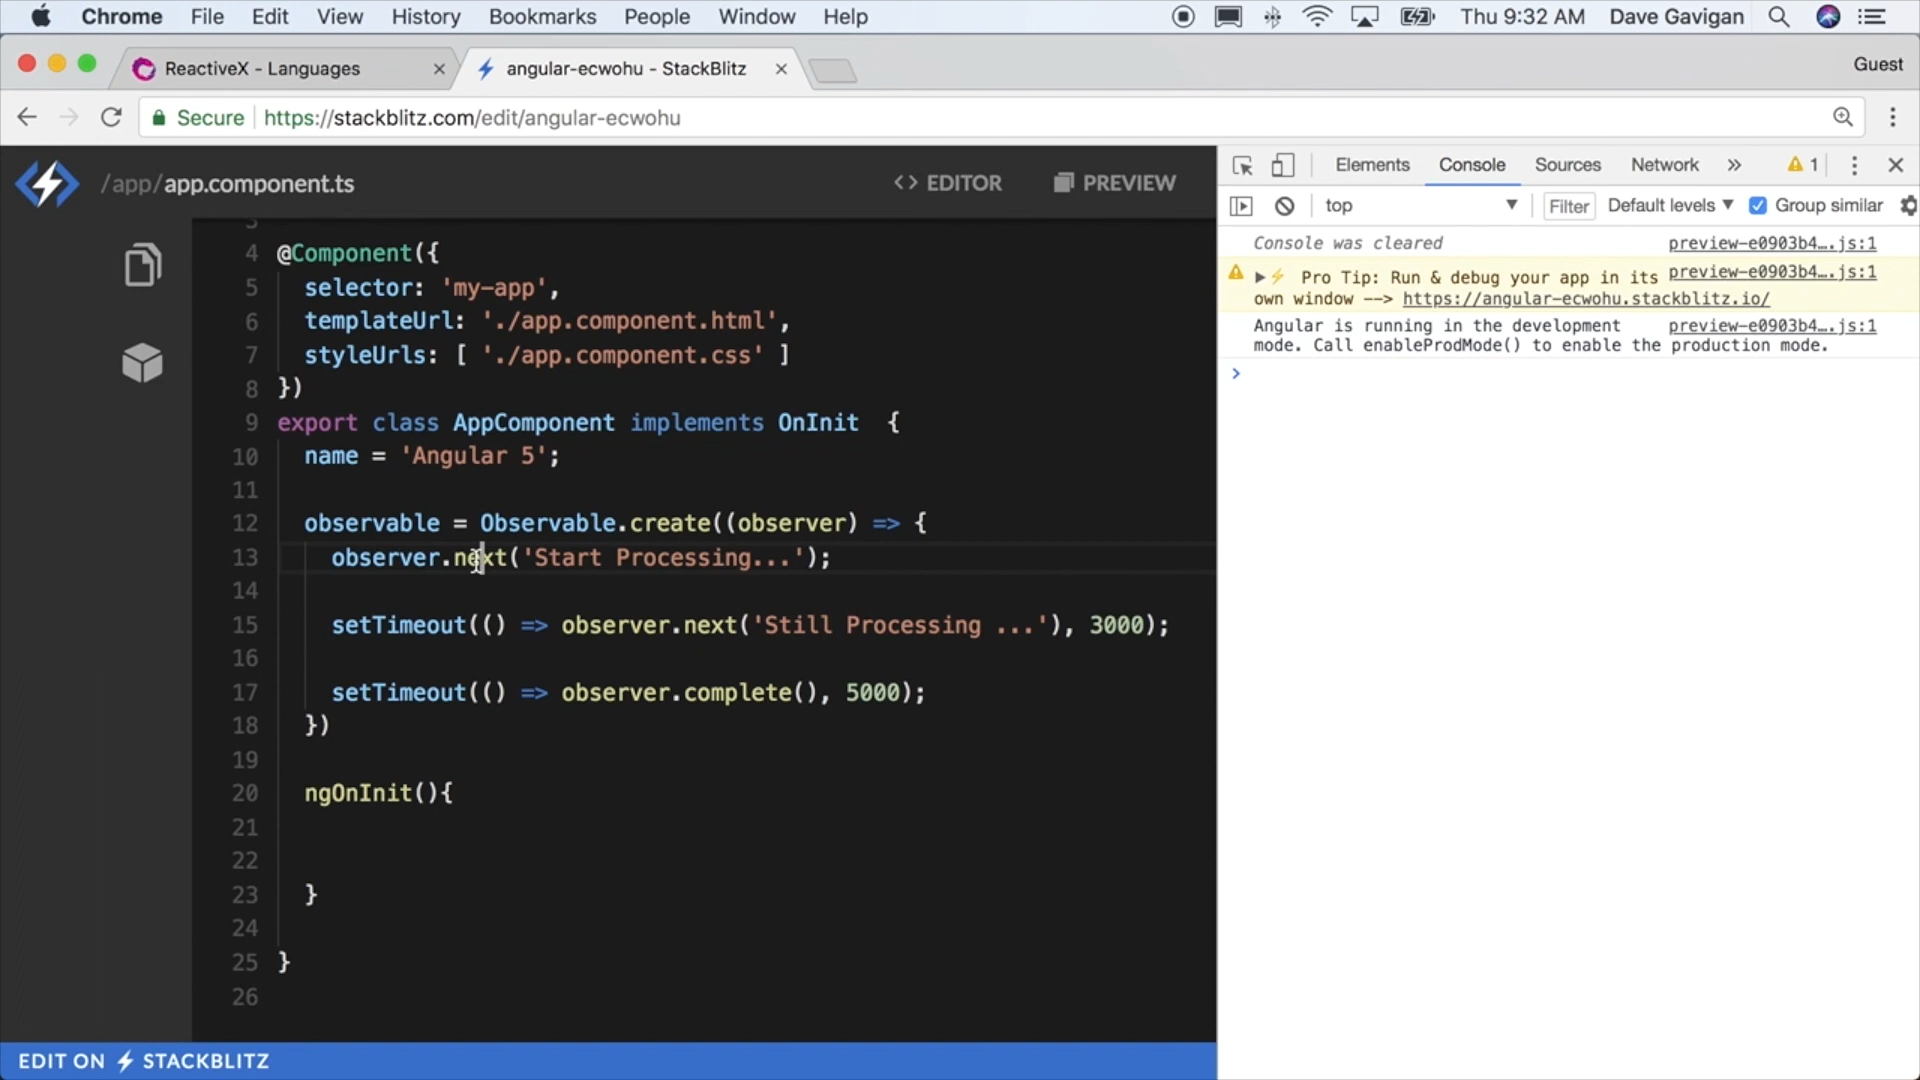 Chrome File Edit View History Bookmarks People Window Help Thu 9:32 AM Dave Gavigan
ReactiveX - Languages angular-ecwohu - StackBlitz Guest
Secure https://stackblitz.com/edit/angular-ecwohu
/app/app.component.ts <> EDITOR PREVIEW
3
4 @Component({
5 selector: 'my-app',
6 templateUrl: './app.component.html',
7 styleUrls: [ './app.component.css' ]
8 })
9 export class AppComponent implements OnInit {
10 name = 'Angular 5';
11
12 observable = Observable.create((observer) => {
13 observer.next('Start Processing...');
14
15 setTimeout(() => observer.next('Still Processing ...'), 3000);
16
17 setTimeout(() => observer.complete(), 5000);
18 })
19
20 ngOnInit(){
21
22
23 }
24
25 }
26
EDIT ON STACKBLITZ
Elements Console Sources Network » 1
top Filter Default levels Group similar
Console was cleared preview-e0903b4….js:1
Pro Tip: Run & debug your app in its preview-e0903b4….js:1
own window --> https://angular-ecwohu.stackblitz.io/
Angular is running in the development preview-e0903b4….js:1
mode. Call enableProdMode() to enable the production mode.
>